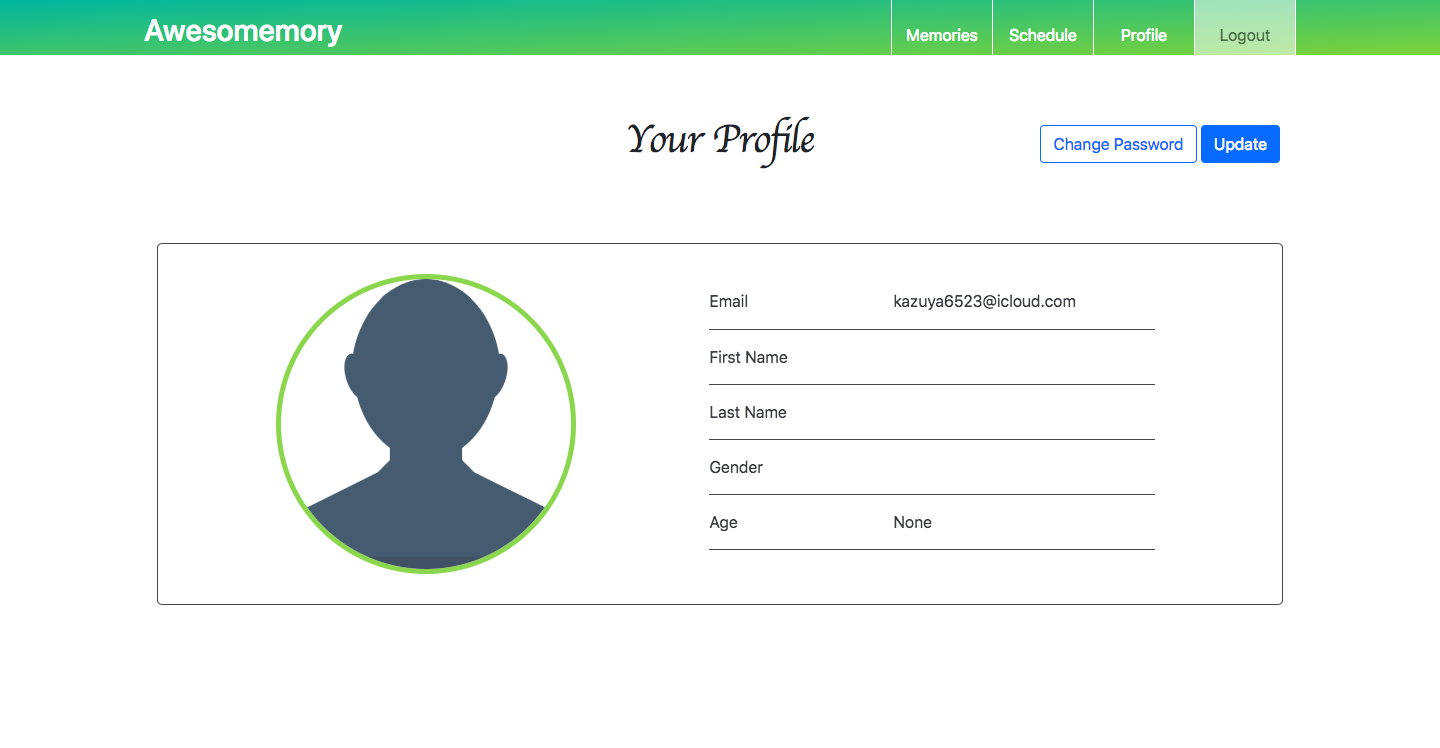 Awesomemory
Memories Schedule Profile Logout
Your Profile
Change Password Update
Email kazuya6523@icloud.com
First Name
Last Name
Gender
Age None